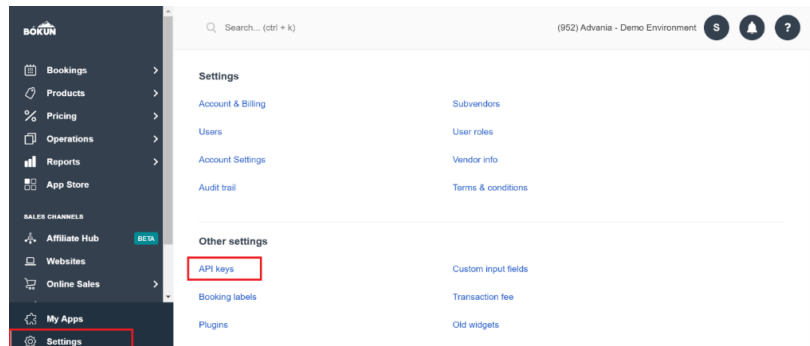 BÓKUN
Search... (ctrl + k)
(952) Advania - Demo Environment
S
?
Bookings
Products
Pricing
Operations
Reports
App Store
SALES CHANNELS
Affiliate Hub BETA
Websites
Online Sales
My Apps
Settings
Settings
Account & Billing
Subvendors
Users
User roles
Account Settings
Vendor info
Audit trail
Terms & conditions
Other settings
API keys
Custom input fields
Booking labels
Transaction fee
Plugins
Old widgets